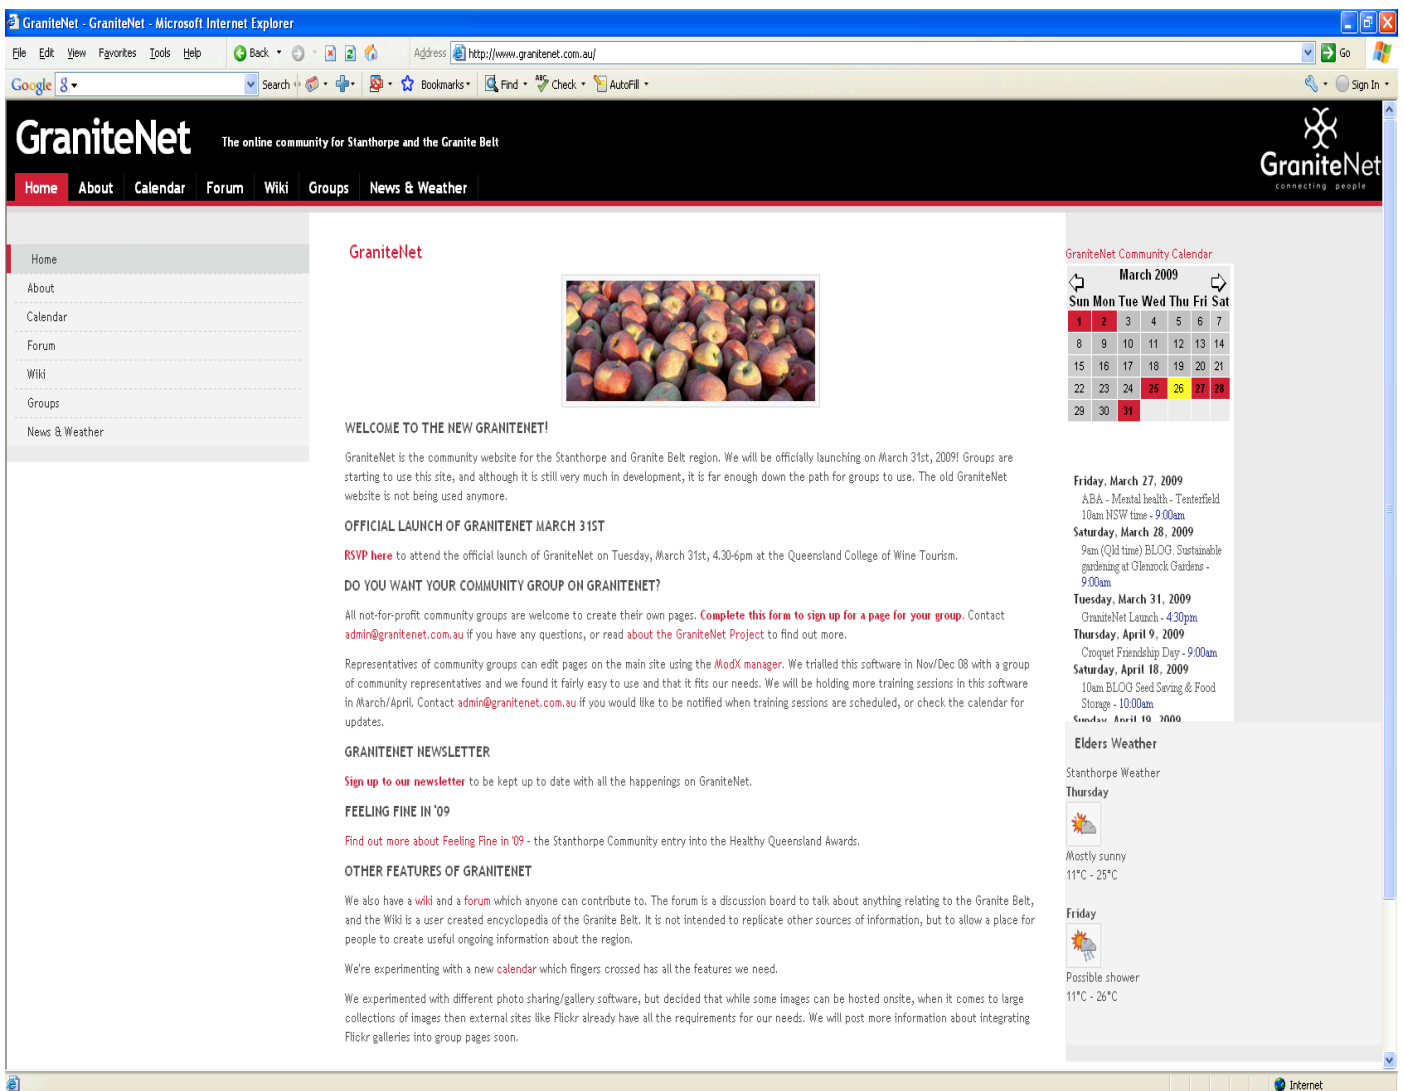 GraniteNet - GraniteNet - Microsoft Internet Explorer
File Edit View Favorites Tools Help Back Address http://www.granitenet.com.au/ Go
Google Search Bookmarks Find Check AutoFill Sign In
GraniteNet The online community for Stanthorpe and the Granite Belt
GraniteNet
connecting people
Home About Calendar Forum Wiki Groups News & Weather
Home
About
Calendar
Forum
Wiki
Groups
News & Weather
GraniteNet
WELCOME TO THE NEW GRANITENET!
GraniteNet is the community website for the Stanthorpe and Granite Belt region. We will be officially launching on March 31st, 2009! Groups are
starting to use this site, and although it is still very much in development, it is far enough down the path for groups to use. The old GraniteNet
website is not being used anymore.
OFFICIAL LAUNCH OF GRANITENET MARCH 31ST
RSVP here to attend the official launch of GraniteNet on Tuesday, March 31st, 4.30-6pm at the Queensland College of Wine Tourism.
DO YOU WANT YOUR COMMUNITY GROUP ON GRANITENET?
All not-for-profit community groups are welcome to create their own pages. Complete this form to sign up for a page for your group. Contact
admin@granitenet.com.au if you have any questions, or read about the GraniteNet Project to find out more.
Representatives of community groups can edit pages on the main site using the ModX manager. We trialled this software in Nov/Dec 08 with a group
of community representatives and we found it fairly easy to use and that it fits our needs. We will be holding more training sessions in this software
in March/April. Contact admin@granitenet.com.au if you would like to be notified when training sessions are scheduled, or check the calendar for
updates.
GRANITENET NEWSLETTER
Sign up to our newsletter to be kept up to date with all the happenings on GraniteNet.
FEELING FINE IN '09
Find out more about Feeling Fine in '09 - the Stanthorpe Community entry into the Healthy Queensland Awards.
OTHER FEATURES OF GRANITENET
We also have a wiki and a forum which anyone can contribute to. The forum is a discussion board to talk about anything relating to the Granite Belt,
and the Wiki is a user created encyclopedia of the Granite Belt. It is not intended to replicate other sources of information, but to allow a place for
people to create useful ongoing information about the region.
We're experimenting with a new calendar which fingers crossed has all the features we need.
We experimented with different photo sharing/gallery software, but decided that while some images can be hosted onsite, when it comes to large
collections of images then external sites like Flickr already have all the requirements for our needs. We will post more information about integrating
Flickr galleries into group pages soon.
GraniteNet Community Calendar
March 2009
Sun Mon Tue Wed Thu Fri Sat
1 2 3 4 5 6 7
8 9 10 11 12 13 14
15 16 17 18 19 20 21
22 23 24 25 26 27 28
29 30 31
Friday, March 27, 2009
ABA - Mental health - Tenterfield
10am NSW time - 9:00am
Saturday, March 28, 2009
9am (Qld time) BLOG. Sustainable
gardening at Glenrock Gardens -
9:00am
Tuesday, March 31, 2009
GraniteNet Launch - 4:30pm
Thursday, April 9, 2009
Croquet Friendship Day - 9:00am
Saturday, April 18, 2009
10am BLOG Seed Saving & Food
Storage - 10:00am
Sunday, April 19, 2009
Elders Weather
Stanthorpe Weather
Thursday
Mostly sunny
11°C - 25°C
Friday
Possible shower
11°C - 26°C
Internet